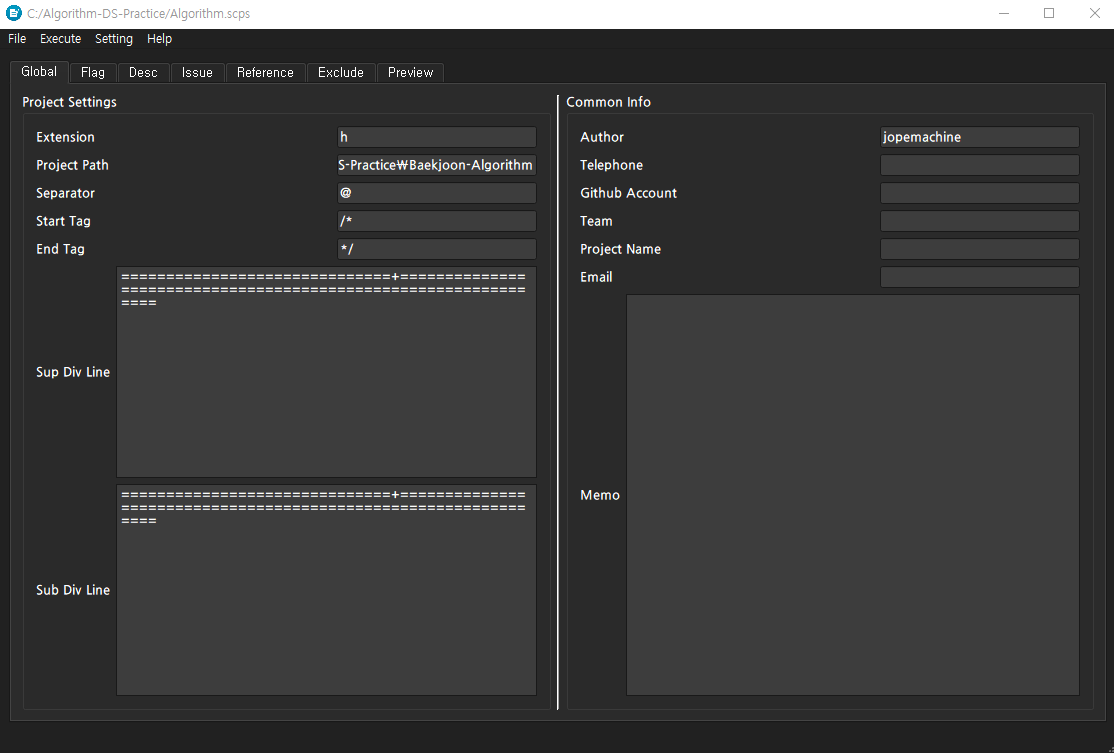 C:/Algorithm-DS-Practice/Algorithm.scps
File Execute Setting Help
Global Flag Desc Issue Reference Exclude Preview
Project Settings
Extension h
Project Path S-Practice₩Baekjoon-Algorithm
Separator @
Start Tag /*
End Tag */
==============================+==============
=============================================
====
Sup Div Line
==============================+==============
=============================================
====
Sub Div Line
Common Info
Author jopemachine
Telephone
Github Account
Team
Project Name
Email
Memo